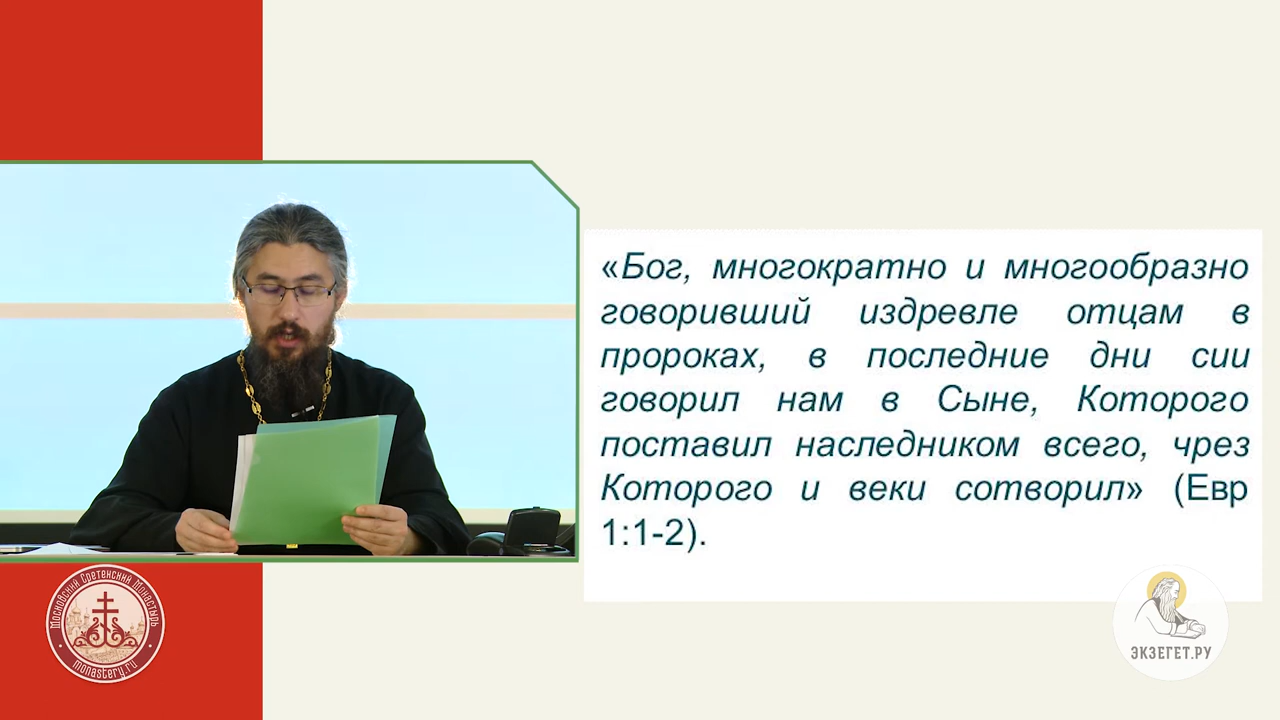 «Бог, многократно и многообразно
говоривший издревле отцам в
пророках, в последние дни сии
говорил нам в Сыне, Которого
поставил наследником всего, чрез
Которого и веки сотворил» (Евр
1:1-2).
Московский Сретенский Монастырь
monastery.ru
ЭКЗЕГЕТ.РУ